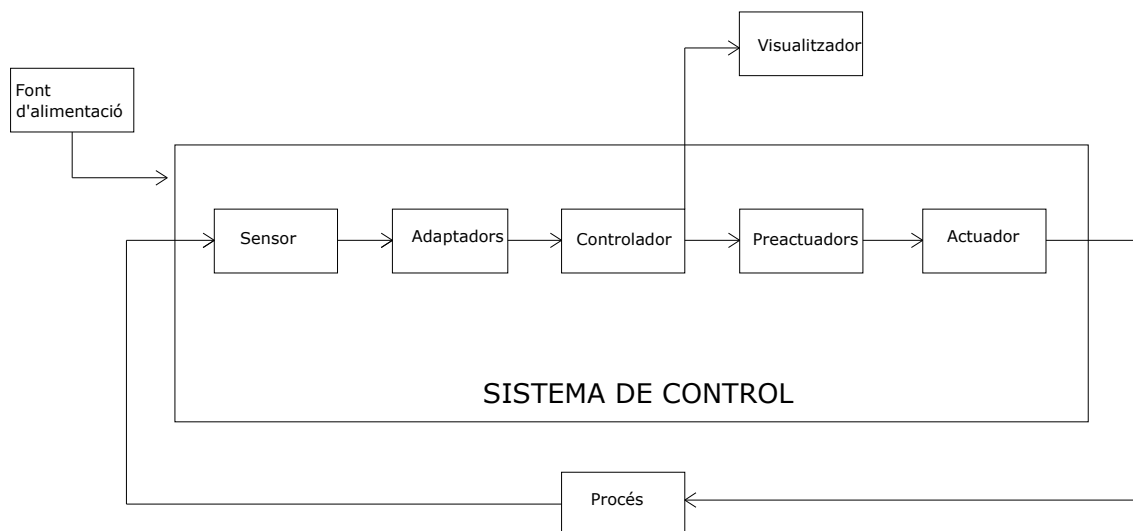 Visualitzador
Font
d'alimentació
Sensor
Adaptadors
Controlador
Preactuadors
Actuador
SISTEMA DE CONTROL
Procés